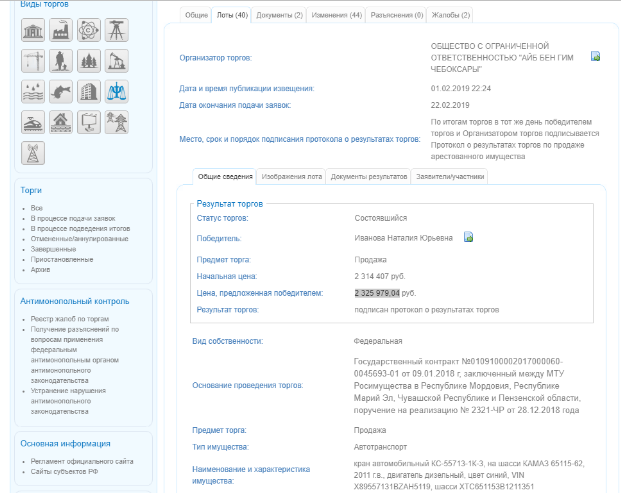 Виды торгов
Торги
Все
В процессе подачи заявок
В процессе подведения итогов
Отмененные/аннулированные
Завершенные
Приостановленные
Архив
Антимонопольный контроль
Реестр жалоб по торгам
Получение разъяснений по
вопросам применения
федеральным
антимонопольным органом
антимонопольного
законодательства
Устранение нарушения
антимонопольного
законодательства
Основная информация
Регламент официального сайта
Сайты субъектов РФ
Общие Лоты (40) Документы (2) Изменения (44) Разъяснения (0) Жалобы (2)
Организатор торгов: ОБЩЕСТВО С ОГРАНИЧЕННОЙ
ОТВЕТСТВЕННОСТЬЮ "АЙБ БЕН ГИМ
ЧЕБОКСАРЫ"
Дата и время публикации извещения: 01.02.2019 22:24
Дата окончания подачи заявок: 22.02.2019
Место, срок и порядок подписания протокола о результатах торгов: По итогам торгов в тот же день победителем
торгов и Организатором торгов подписывается
Протокол о результатах торгов по продаже
арестованного имущества
Общие сведения Изображения лота Документы результатов Заявители/участники
Результат торгов
Статус торгов: Состоявшийся
Победитель: Иванова Наталия Юрьевна
Предмет торга: Продажа
Начальная цена: 2 314 407 руб.
Цена, предложенная победителем: 2 325 979.04 руб.
Результат торгов: подписан протокол о результатах торгов
Вид собственности: Федеральная
Основание проведения торга: Государственный контракт №0109100002017000060-
0045693-01 от 09.01.2018 г, заключенный между МТУ
Росимущества в Республике Мордовия, Республике
Марий Эл, Чувашской Республике и Пензенской области,
поручение на реализацию № 2321-ЧР от 28.12.2018 года
Предмет торга: Продажа
Тип имущества: Автотранспорт
Наименование и характеристика
имущества: кран автомобильный КС-55713-1К-3, на шасси КАМАЗ 65115-62,
2011 г.в., двигатель дизельный, цвет синий, VIN
X89557131BZAH5119, шасси XTC651153B1211351